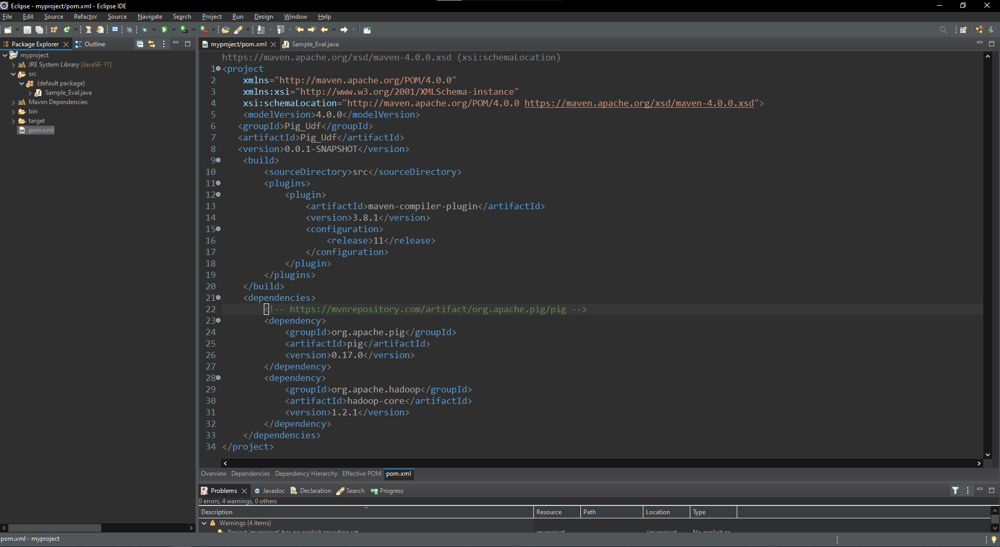 Eclipse - myproject/pom.xml - Eclipse IDE
File Edit Source Refactor Source Navigate Search Project Run Design Window Help
Package Explorer Outline
myproject
JRE System Library [JavaSE-11]
src
(default package)
Sample_Eval.java
Maven Dependencies
bin
target
pom.xml
myproject/pom.xml Sample_Eval.java
https://maven.apache.org/xsd/maven-4.0.0.xsd (xsi:schemaLocation)
1 <project
2 xmlns="http://maven.apache.org/POM/4.0.0"
3 xmlns:xsi="http://www.w3.org/2001/XMLSchema-instance"
4 xsi:schemaLocation="http://maven.apache.org/POM/4.0.0 https://maven.apache.org/xsd/maven-4.0.0.xsd">
5 <modelVersion>4.0.0</modelVersion>
6 <groupId>Pig_Udf</groupId>
7 <artifactId>Pig_Udf</artifactId>
8 <version>0.0.1-SNAPSHOT</version>
9 <build>
10 <sourceDirectory>src</sourceDirectory>
11 <plugins>
12 <plugin>
13 <artifactId>maven-compiler-plugin</artifactId>
14 <version>3.8.1</version>
15 <configuration>
16 <release>11</release>
17 </configuration>
18 </plugin>
19 </plugins>
20 </build>
21 <dependencies>
22 <!-- https://mvnrepository.com/artifact/org.apache.pig/pig -->
23 <dependency>
24 <groupId>org.apache.pig</groupId>
25 <artifactId>pig</artifactId>
26 <version>0.17.0</version>
27 </dependency>
28 <dependency>
29 <groupId>org.apache.hadoop</groupId>
30 <artifactId>hadoop-core</artifactId>
31 <version>1.2.1</version>
32 </dependency>
33 </dependencies>
34 </project>
Overview Dependencies Dependency Hierarchy Effective POM pom.xml
Problems @ Javadoc Declaration Search Progress
0 errors, 4 warnings, 0 others
Description Resource Path Location Type
Warnings (4 items)
Project 'myproject' has no explicit encoding set myproject /myproject No explicit pr
pom.xml - myproject